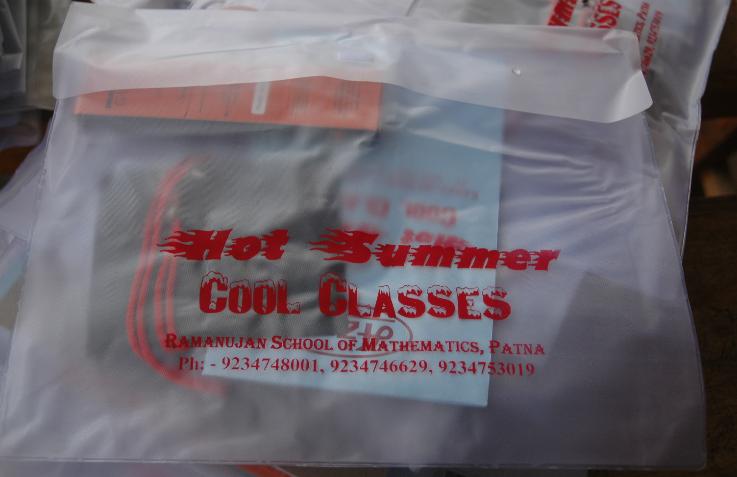 Hot Summer
COOL CLASSES
RAMANUJAN SCHOOL OF MATHEMATICS, PATNA
Ph: - 9234748001, 9234746629, 9234753019